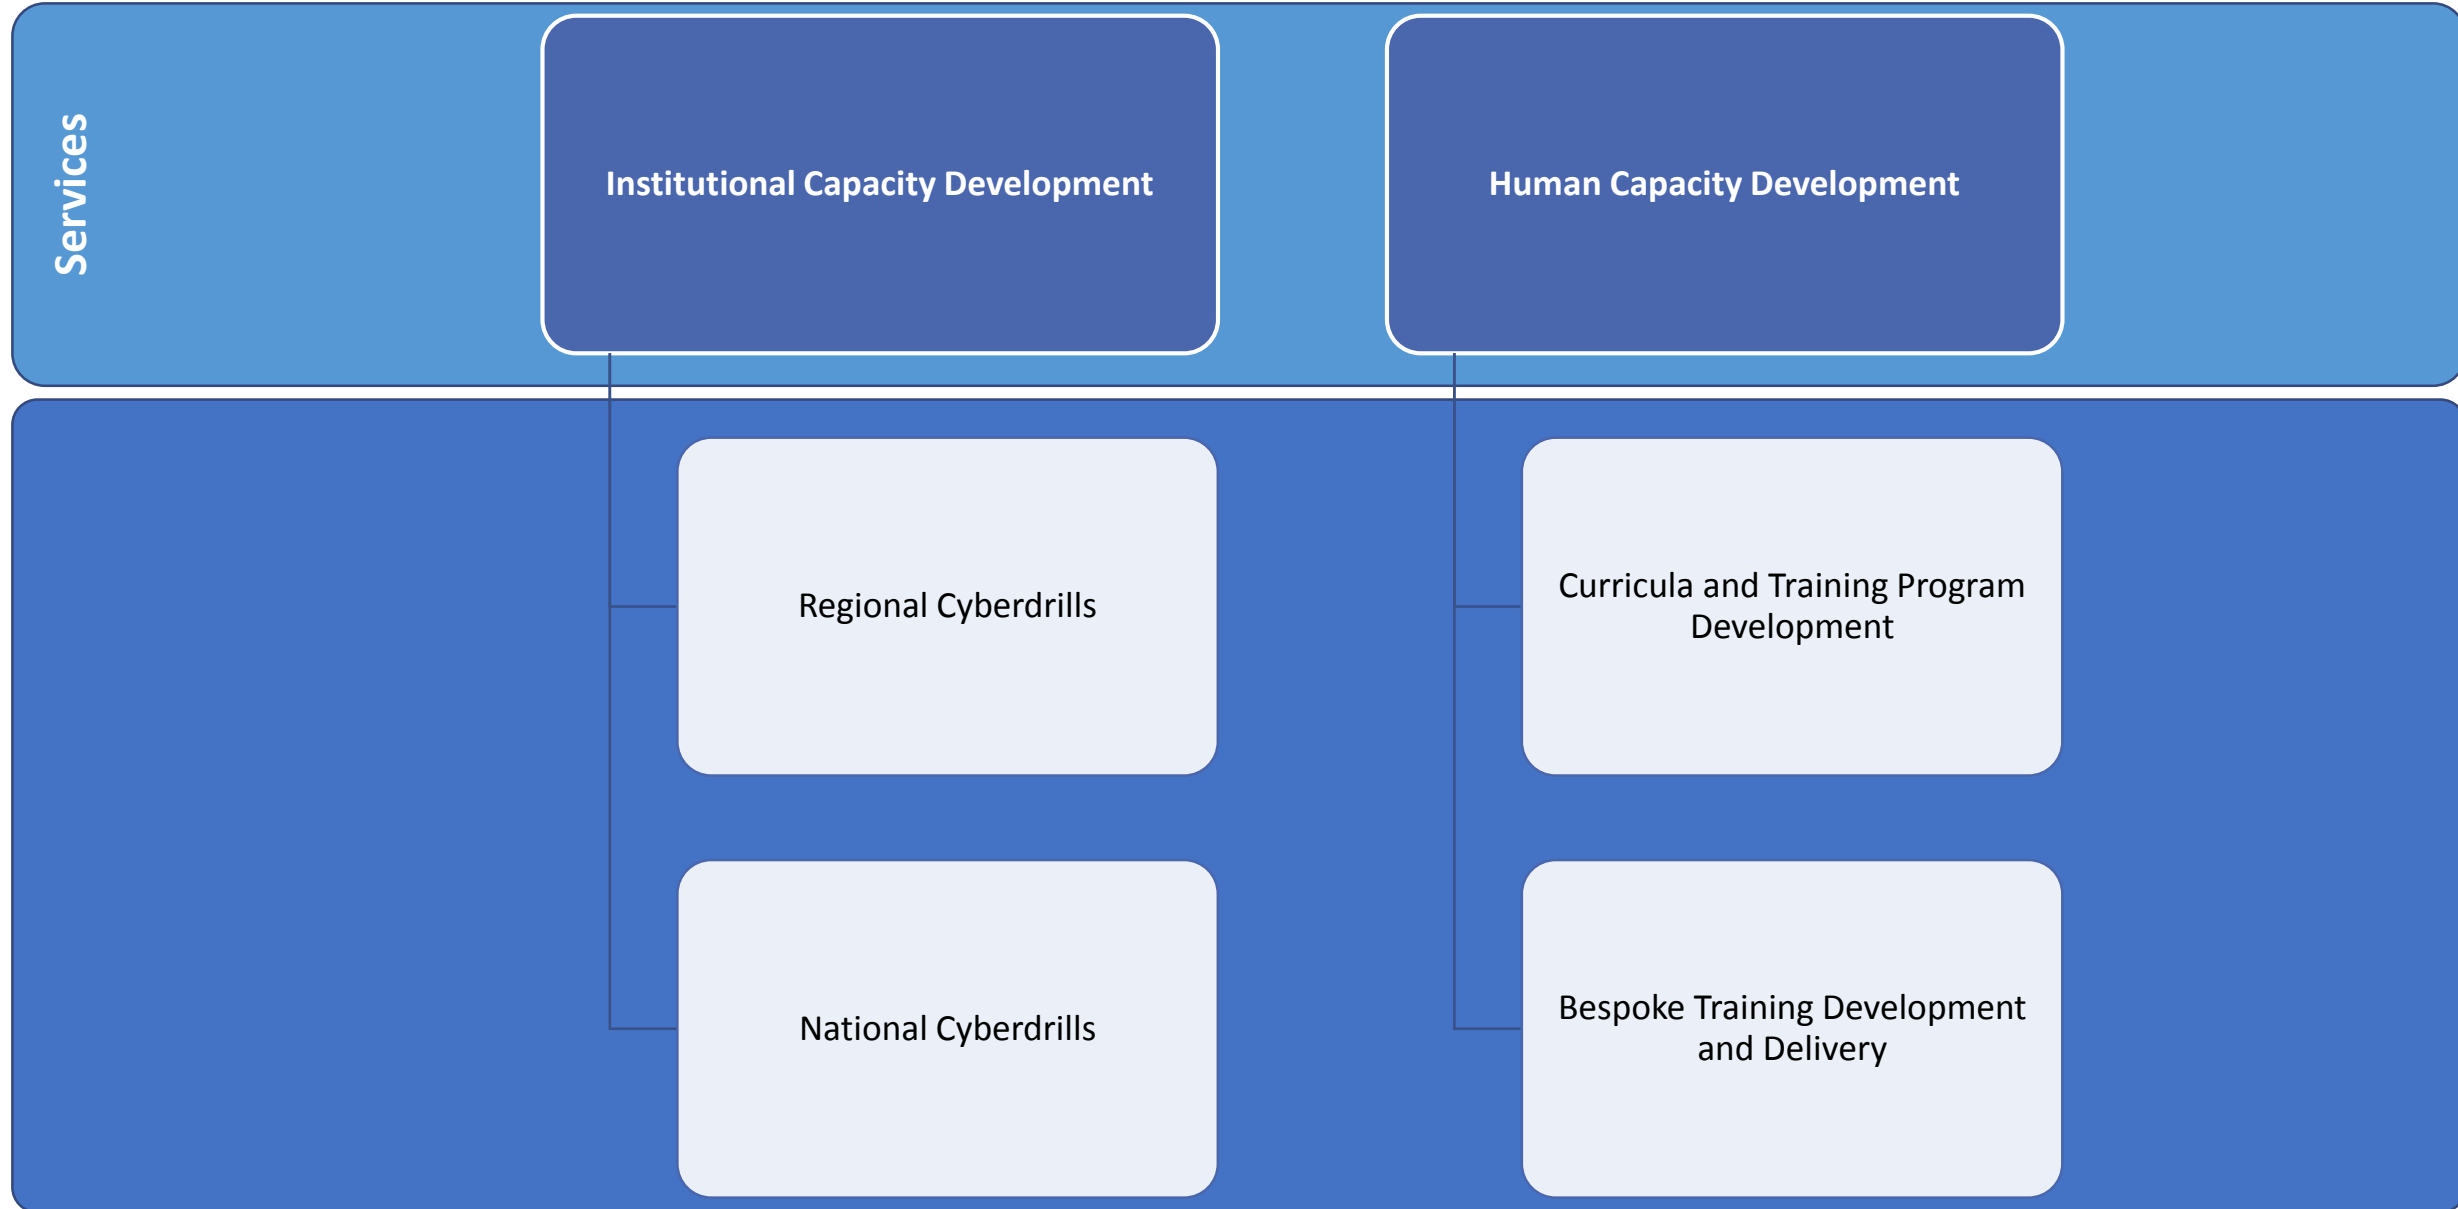 Services
Institutional Capacity Development
Human Capacity Development
Regional Cyberdrills
Curricula and Training Program
Development
National Cyberdrills
Bespoke Training Development
and Delivery